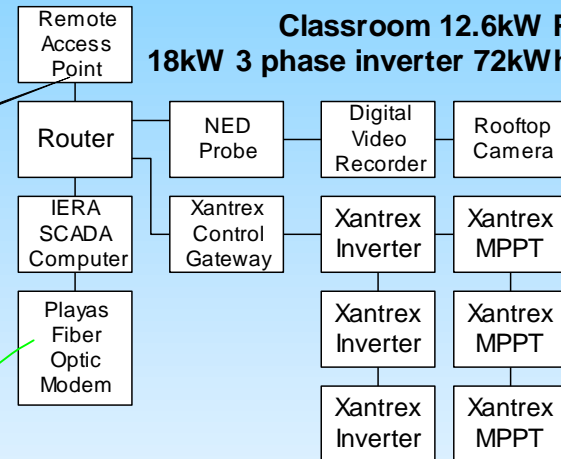 Classroom 12.6kW
18kW 3 phase inverter 72kWh
Remote
Access
Point
Router
NED
Probe
Digital
Video
Recorder
Rooftop
Camera
IERA
SCADA
Computer
Xantrex
Control
Gateway
Xantrex
Inverter
Xantrex
MPPT
Playas
Fiber
Optic
Modem
Xantrex
Inverter
Xantrex
MPPT
Xantrex
Inverter
Xantrex
MPPT